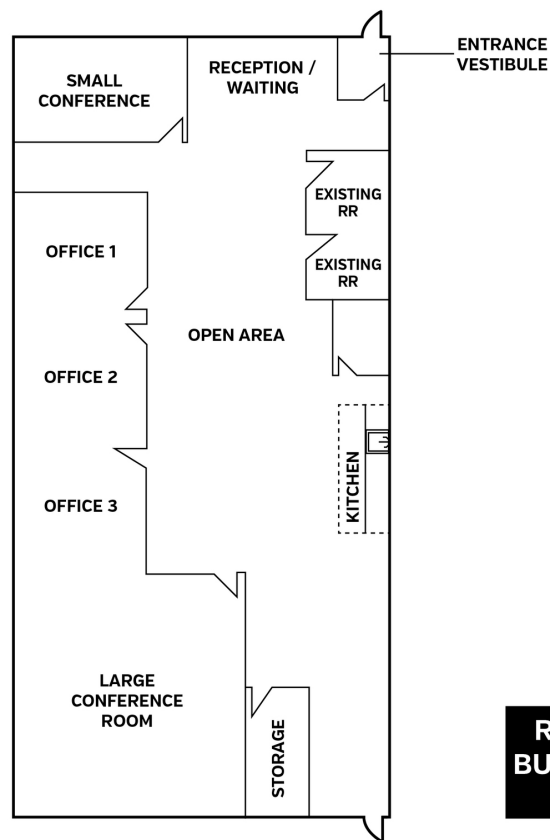 ENTRANCE
VESTIBULE
SMALL
CONFERENCE
RECEPTION /
WAITING
EXISTING
RR
OFFICE 1
EXISTING
RR
OPEN AREA
OFFICE 2
KITCHEN
OFFICE 3
LARGE
CONFERENCE
ROOM
STORAGE
R
BU